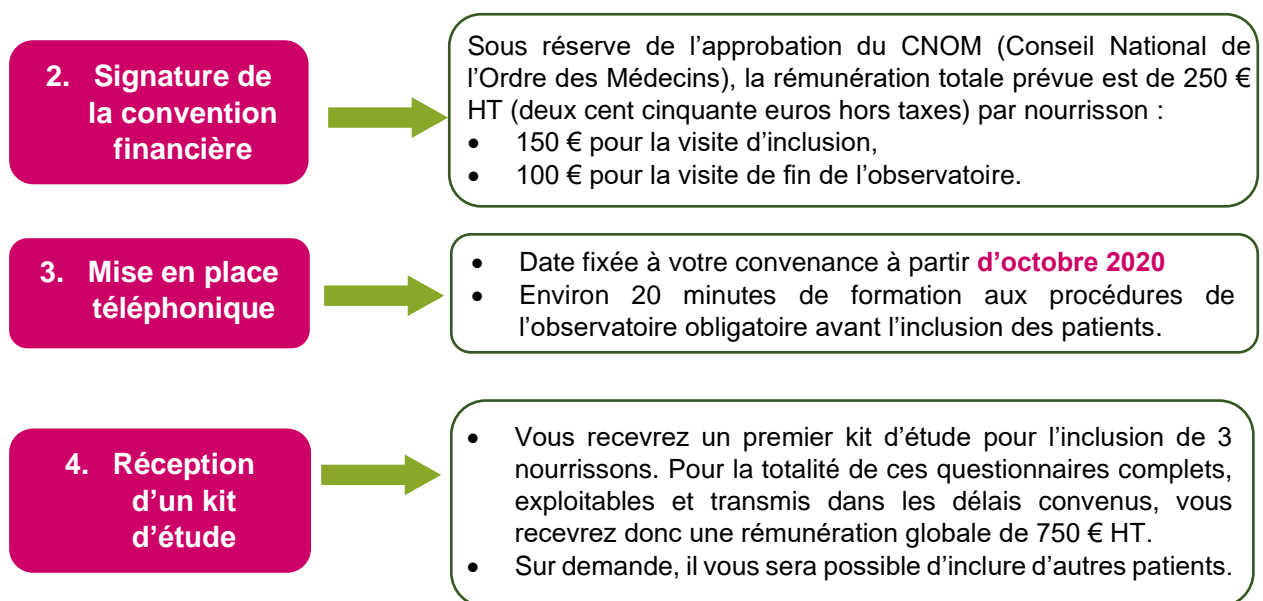 2. Signature de
la convention
financière
Sous réserve de l’approbation du CNOM (Conseil National de
l’Ordre des Médecins), la rémunération totale prévue est de 250 €
HT (deux cent cinquante euros hors taxes) par nourrisson :
• 150 € pour la visite d’inclusion,
• 100 € pour la visite de fin de l’observatoire.
3. Mise en place
téléphonique
• Date fixée à votre convenance à partir d’octobre 2020
• Environ 20 minutes de formation aux procédures de
l’observatoire obligatoire avant l’inclusion des patients.
4. Réception
d’un kit
d’étude
• Vous recevrez un premier kit d’étude pour l’inclusion de 3
nourrissons. Pour la totalité de ces questionnaires complets,
exploitables et transmis dans les délais convenus, vous
recevrez donc une rémunération globale de 750 € HT.
• Sur demande, il vous sera possible d’inclure d’autres patients.